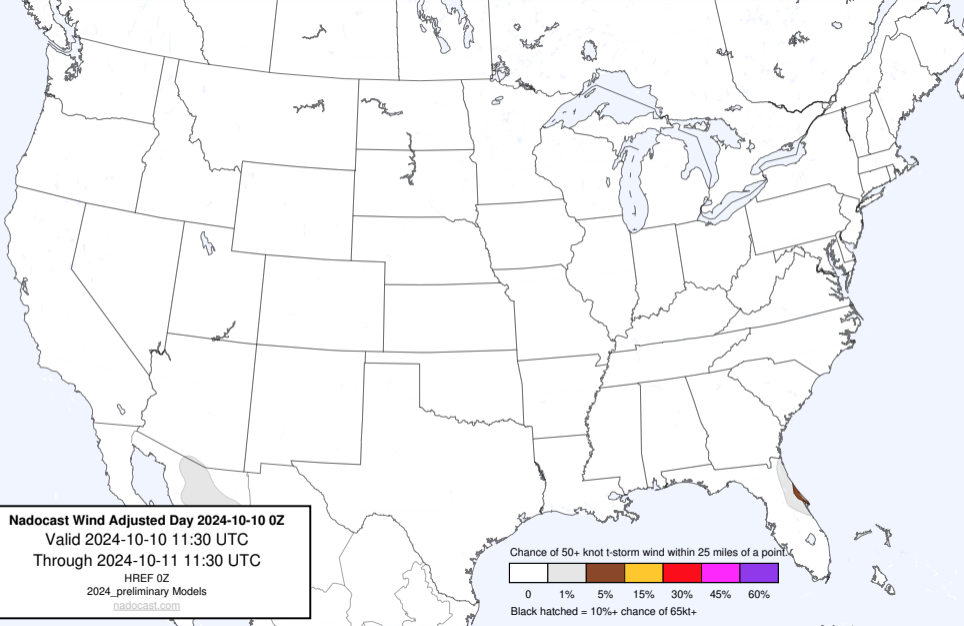 Nadocast Wind Adjusted Day 2024-10-10 0Z
Valid 2024-10-10 11:30 UTC
Through 2024-10-11 11:30 UTC
HREF 0Z
2024_preliminary Models
nadocast.com
Chance of 50+ knot t-storm wind within 25 miles of a point.
0 1% 5% 15% 30% 45% 60%
Black hatched = 10%+ chance of 65kt+